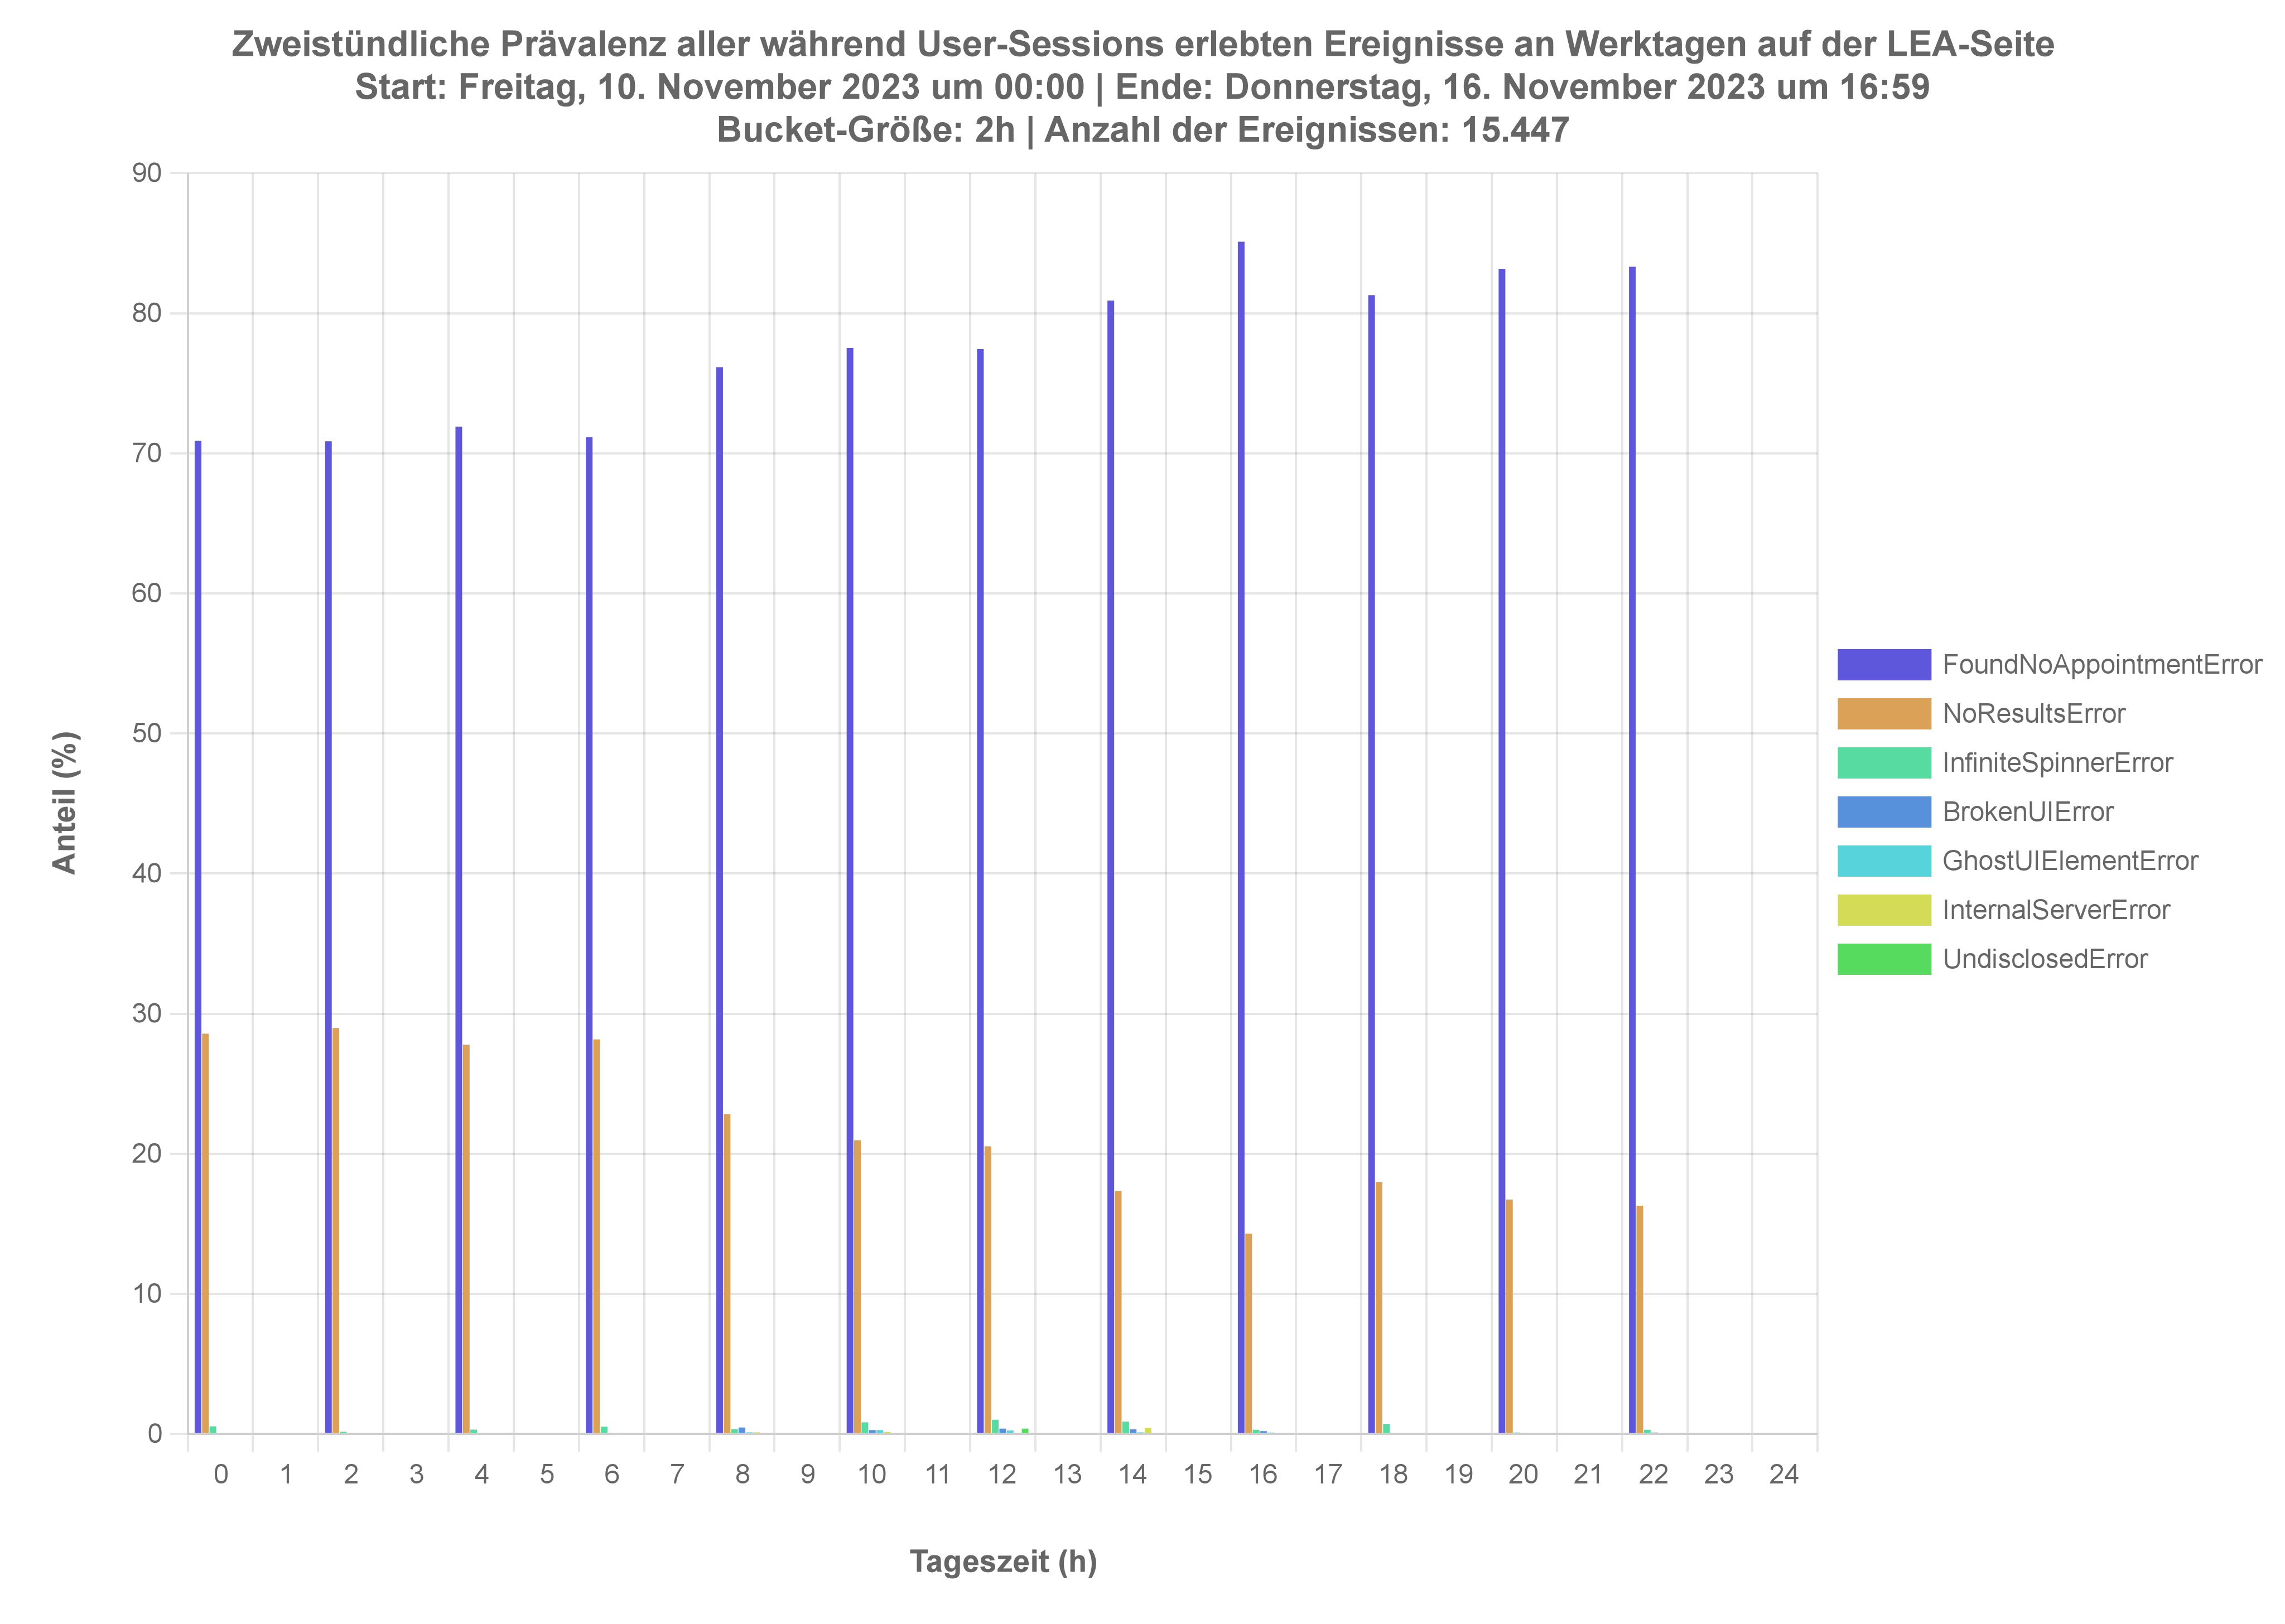 Zweistündliche Prävalenz aller während User-Sessions erlebten Ereignisse an Werktagen auf der LEA-Seite
Start: Freitag, 10. November 2023 um 00:00 | Ende: Donnerstag, 16. November 2023 um 16:59
Bucket-Größe: 2h | Anzahl der Ereignissen: 15.447
90
80
70
60
50
40
30
20
10
0
Anteil (%)
0 1 2 3 4 5 6 7 8 9 10 11 12 13 14 15 16 17 18 19 20 21 22 23 24
Tageszeit (h)
FoundNoAppointmentError
NoResultsError
InfiniteSpinnerError
BrokenUIError
GhostUIElementError
InternalServerError
UndisclosedError